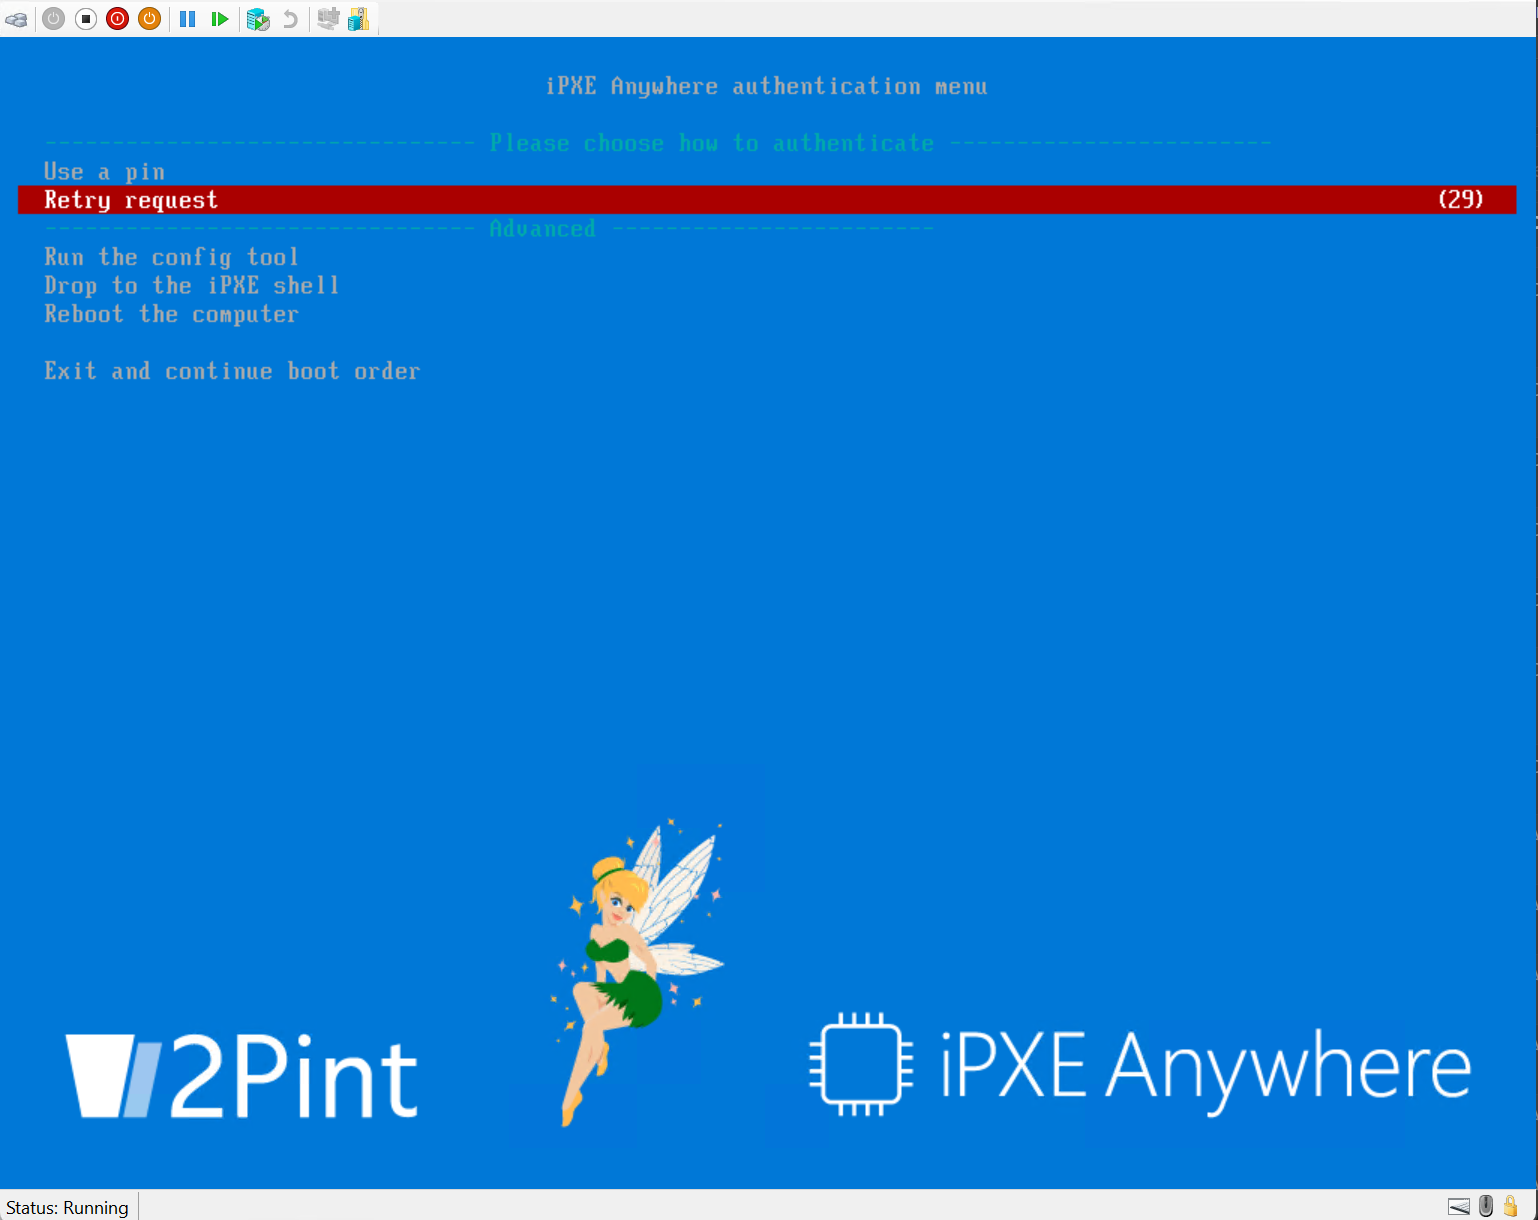 iPXE Anywhere authentication menu
-------------------------------- Please choose how to authenticate ------------------------
Use a pin
Retry request (29)
-------------------------------- Advanced ------------------------
Run the config tool
Drop to the iPXE shell
Reboot the computer
Exit and continue boot order
2Pint
iPXE Anywhere
Status: Running